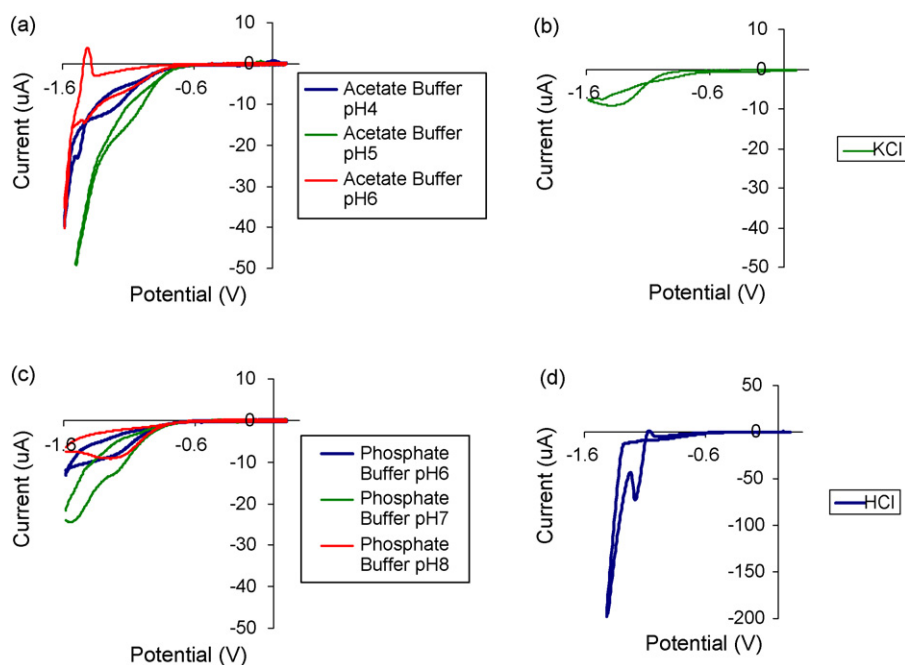 (a)
10
0
-1.6
-0.6
-10
-20
-30
-40
-50
Current (uA)
Potential (V)
Acetate Buffer
pH4
Acetate Buffer
pH5
Acetate Buffer
pH6
(b)
10
0
-1.6
-0.6
-10
-20
-30
-40
-50
Current (uA)
Potential (V)
KCl
(c)
10
0
-1.6
-0.6
-10
-20
-30
-40
-50
Current (uA)
Potential (V)
Phosphate
Buffer pH6
Phosphate
Buffer pH7
Phosphate
Buffer pH8
(d)
50
0
-1.6
-0.6
-50
-100
-150
-200
Current (uA)
Potential (V)
HCl